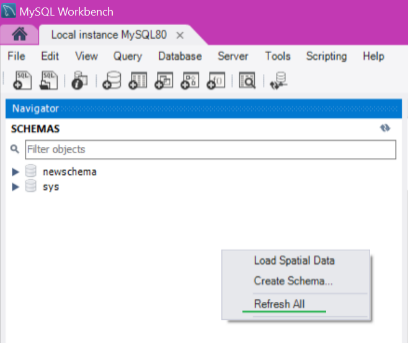 MySQL Workbench
Local instance MySQL80
File Edit View Query Database Server Tools Scripting Help
Navigator
SCHEMAS
Filter objects
newschema
sys
Load Spatial Data
Create Schema...
Refresh All